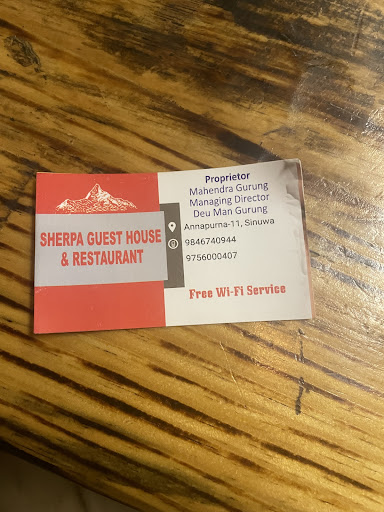 SHERPA GUEST HOUSE
& RESTAURANT
Proprietor
Mahendra Gurung
Managing Director
Deu Man Gurung
Annapurna-11, Sinuwa
9846740944
9756000407
Free Wi-Fi Service